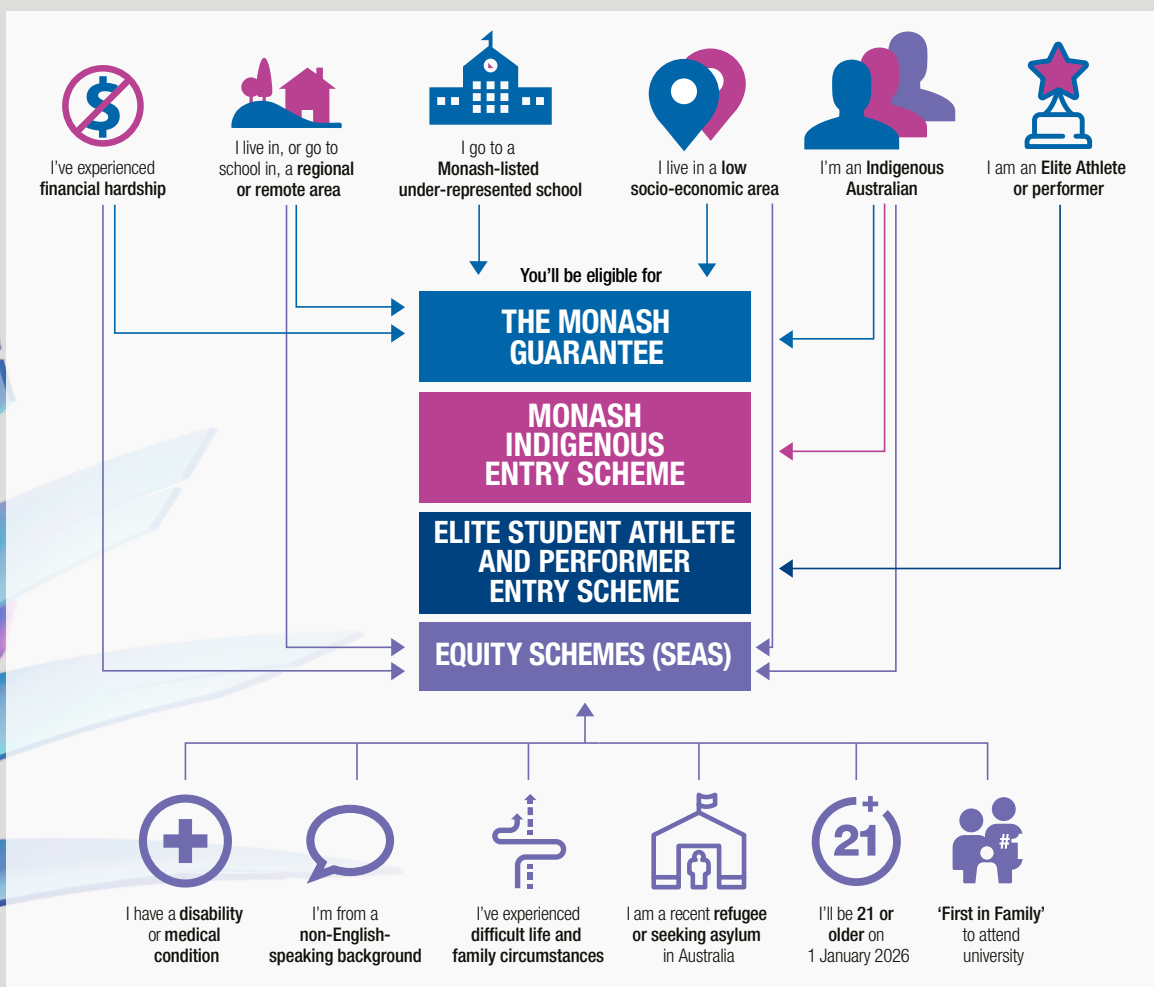 I've experienced
financial hardship
I live in, or go to
school in, a regional
or remote area
I go to a
Monash-listed
under-represented school
I live in a low
socio-economic area
I'm an Indigenous
Australian
I am an Elite Athlete
or performer
You'll be eligible for
THE MONASH
GUARANTEE
MONASH
INDIGENOUS
ENTRY SCHEME
ELITE STUDENT ATHLETE
AND PERFORMER
ENTRY SCHEME
EQUITY SCHEMES (SEAS)
I have a disability
or medical
condition
I'm from a
non-English-
speaking background
I've experienced
difficult life and
family circumstances
I am a recent refugee
or seeking asylum
in Australia
21+
I'll be 21 or
older on
1 January 2026
#1
'First in Family'
to attend
university